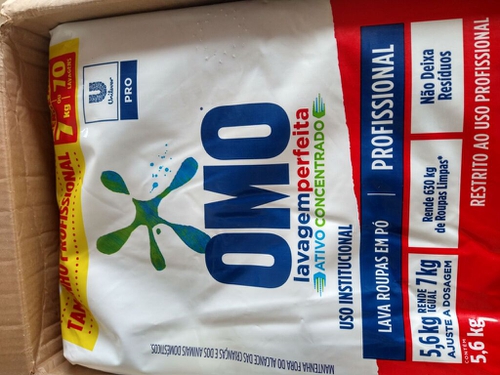 TAMANHO PROFISSIONAL
7 kg
70
LAVAGENS
Unilever
PRO
OMO
lavagemperfeita
ATIVO CONCENTRADO
USO INSTITUCIONAL
LAVA ROUPAS EM PÓ
PROFISSIONAL
5,6 kg RENDE IGUAL 7 kg
AJUSTE A DOSAGEM
Rende 630 kg
de Roupas Limpas*
Não Deixa
Resíduos
CONTÉM
5,6 kg
RESTRITO AO USO PROFISSIONAL
MANTENHA FORA DO ALCANCE DAS CRIANÇAS E DOS ANIMAIS DOMÉSTICOS.